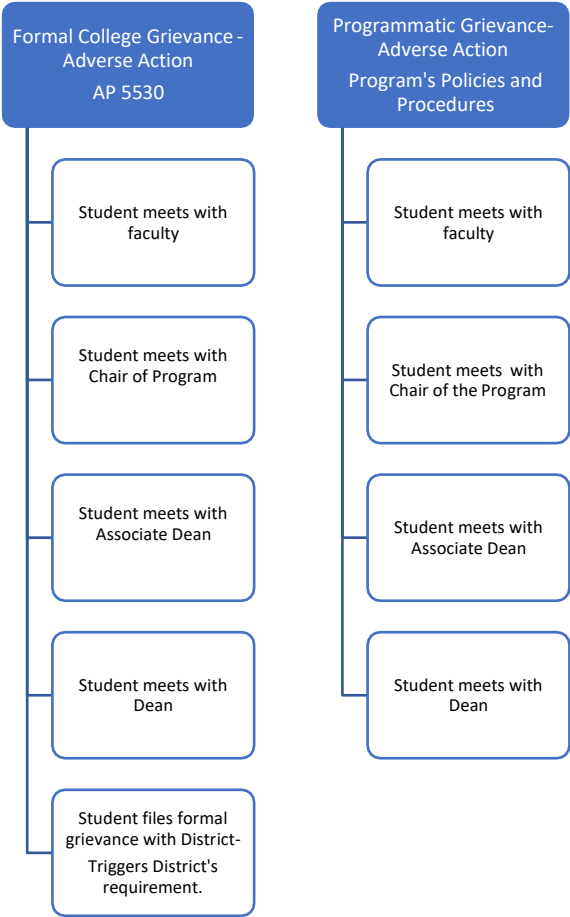 Formal College Grievance -
Adverse Action
AP 5530
Student meets with
faculty
Student meets with
Chair of Program
Student meets with
Associate Dean
Student meets with
Dean
Student files formal
grievance with District-
Triggers District's
requirement.
Programmatic Grievance-
Adverse Action
Program's Policies and
Procedures
Student meets with
faculty
Student meets with
Chair of the Program
Student meets with
Associate Dean
Student meets with
Dean